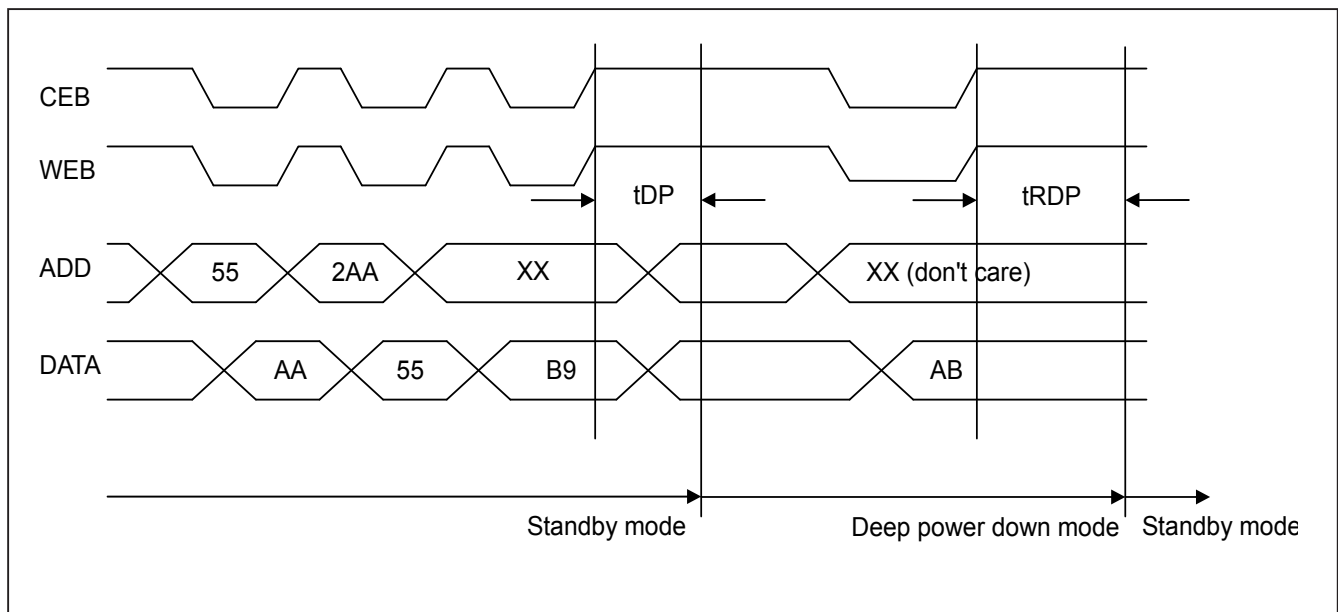 CEB
WEB
tDP
tRDP
ADD
55
2AA
XX
XX (don't care)
DATA
AA
55
B9
AB
Standby mode
Deep power down mode
Standby mode